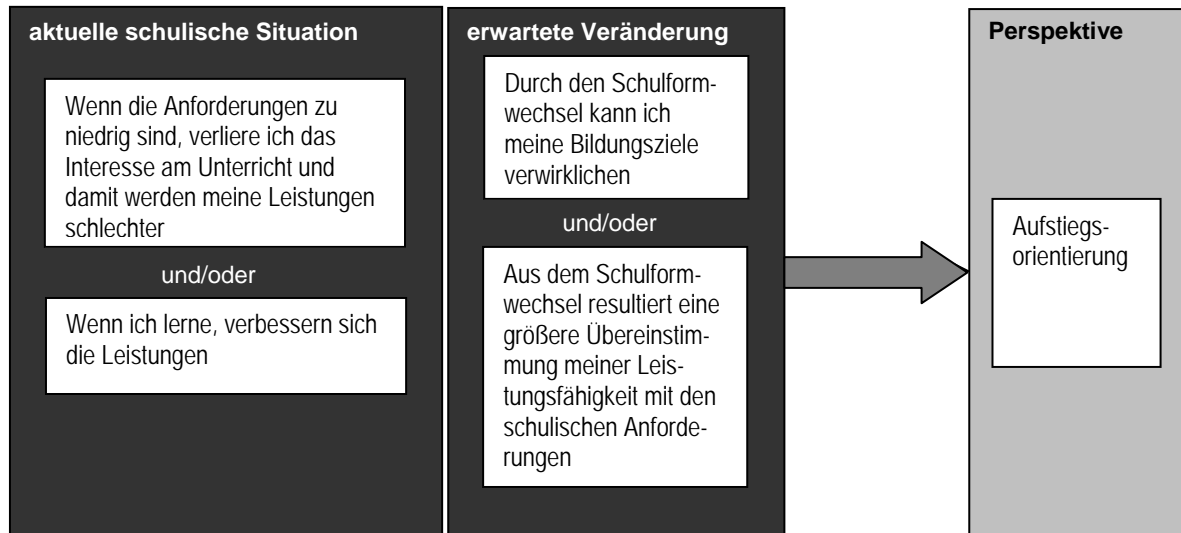 aktuelle schulische Situation
Wenn die Anforderungen zu
niedrig sind, verliere ich das
Interesse am Unterricht und
damit werden meine Leistungen
schlechter
und/oder
Wenn ich lerne, verbessern sich
die Leistungen
erwartete Veränderung
Durch den Schulform-
wechsel kann ich
meine Bildungsziele
verwirklichen
und/oder
Aus dem Schulform-
wechsel resultiert eine
größere Übereinstim-
mung meiner Leis-
tungsfähigkeit mit den
schulischen Anforde-
rungen
Perspektive
Aufstiegs-
orientierung